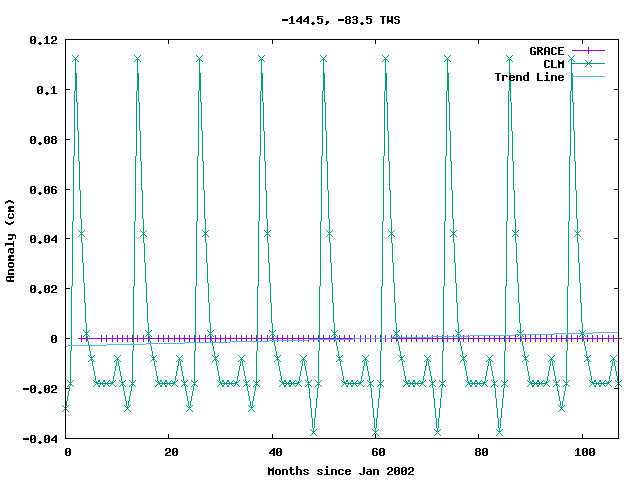 -144.5, -83.5 TWS
GRACE
CLM
Trend Line
0.12
0.1
0.08
0.06
0.04
0.02
0
-0.02
-0.04
Anomaly (cm)
0 20 40 60 80 100
Months since Jan 2002